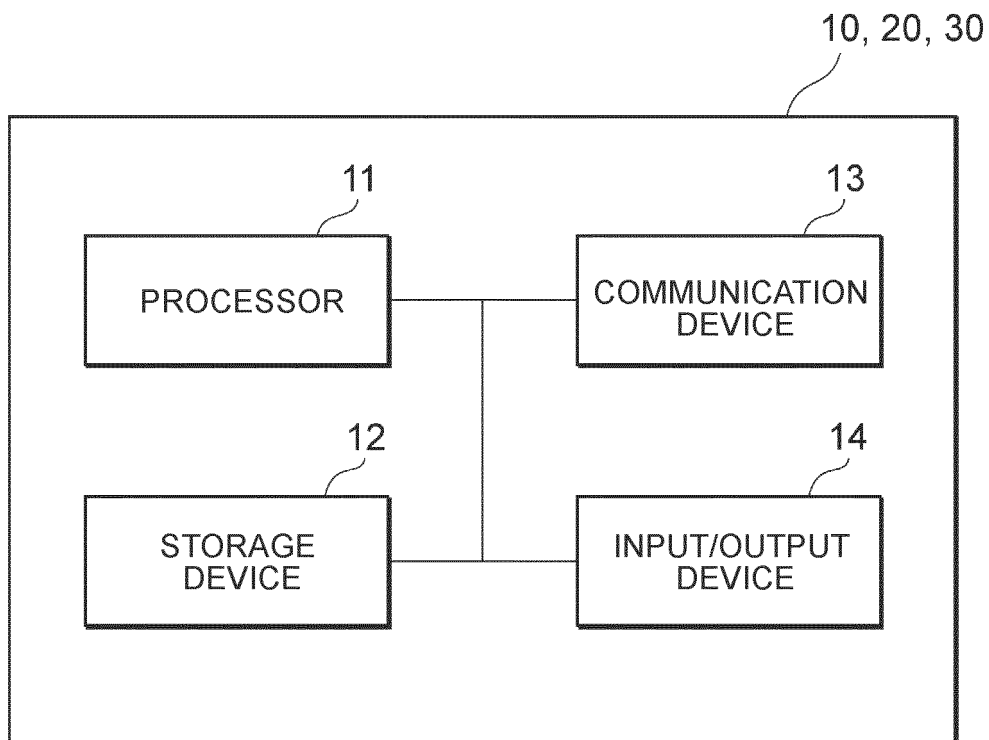 10, 20, 30
11
13
PROCESSOR
COMMUNICATION
DEVICE
12
14
STORAGE
DEVICE
INPUT/OUTPUT
DEVICE